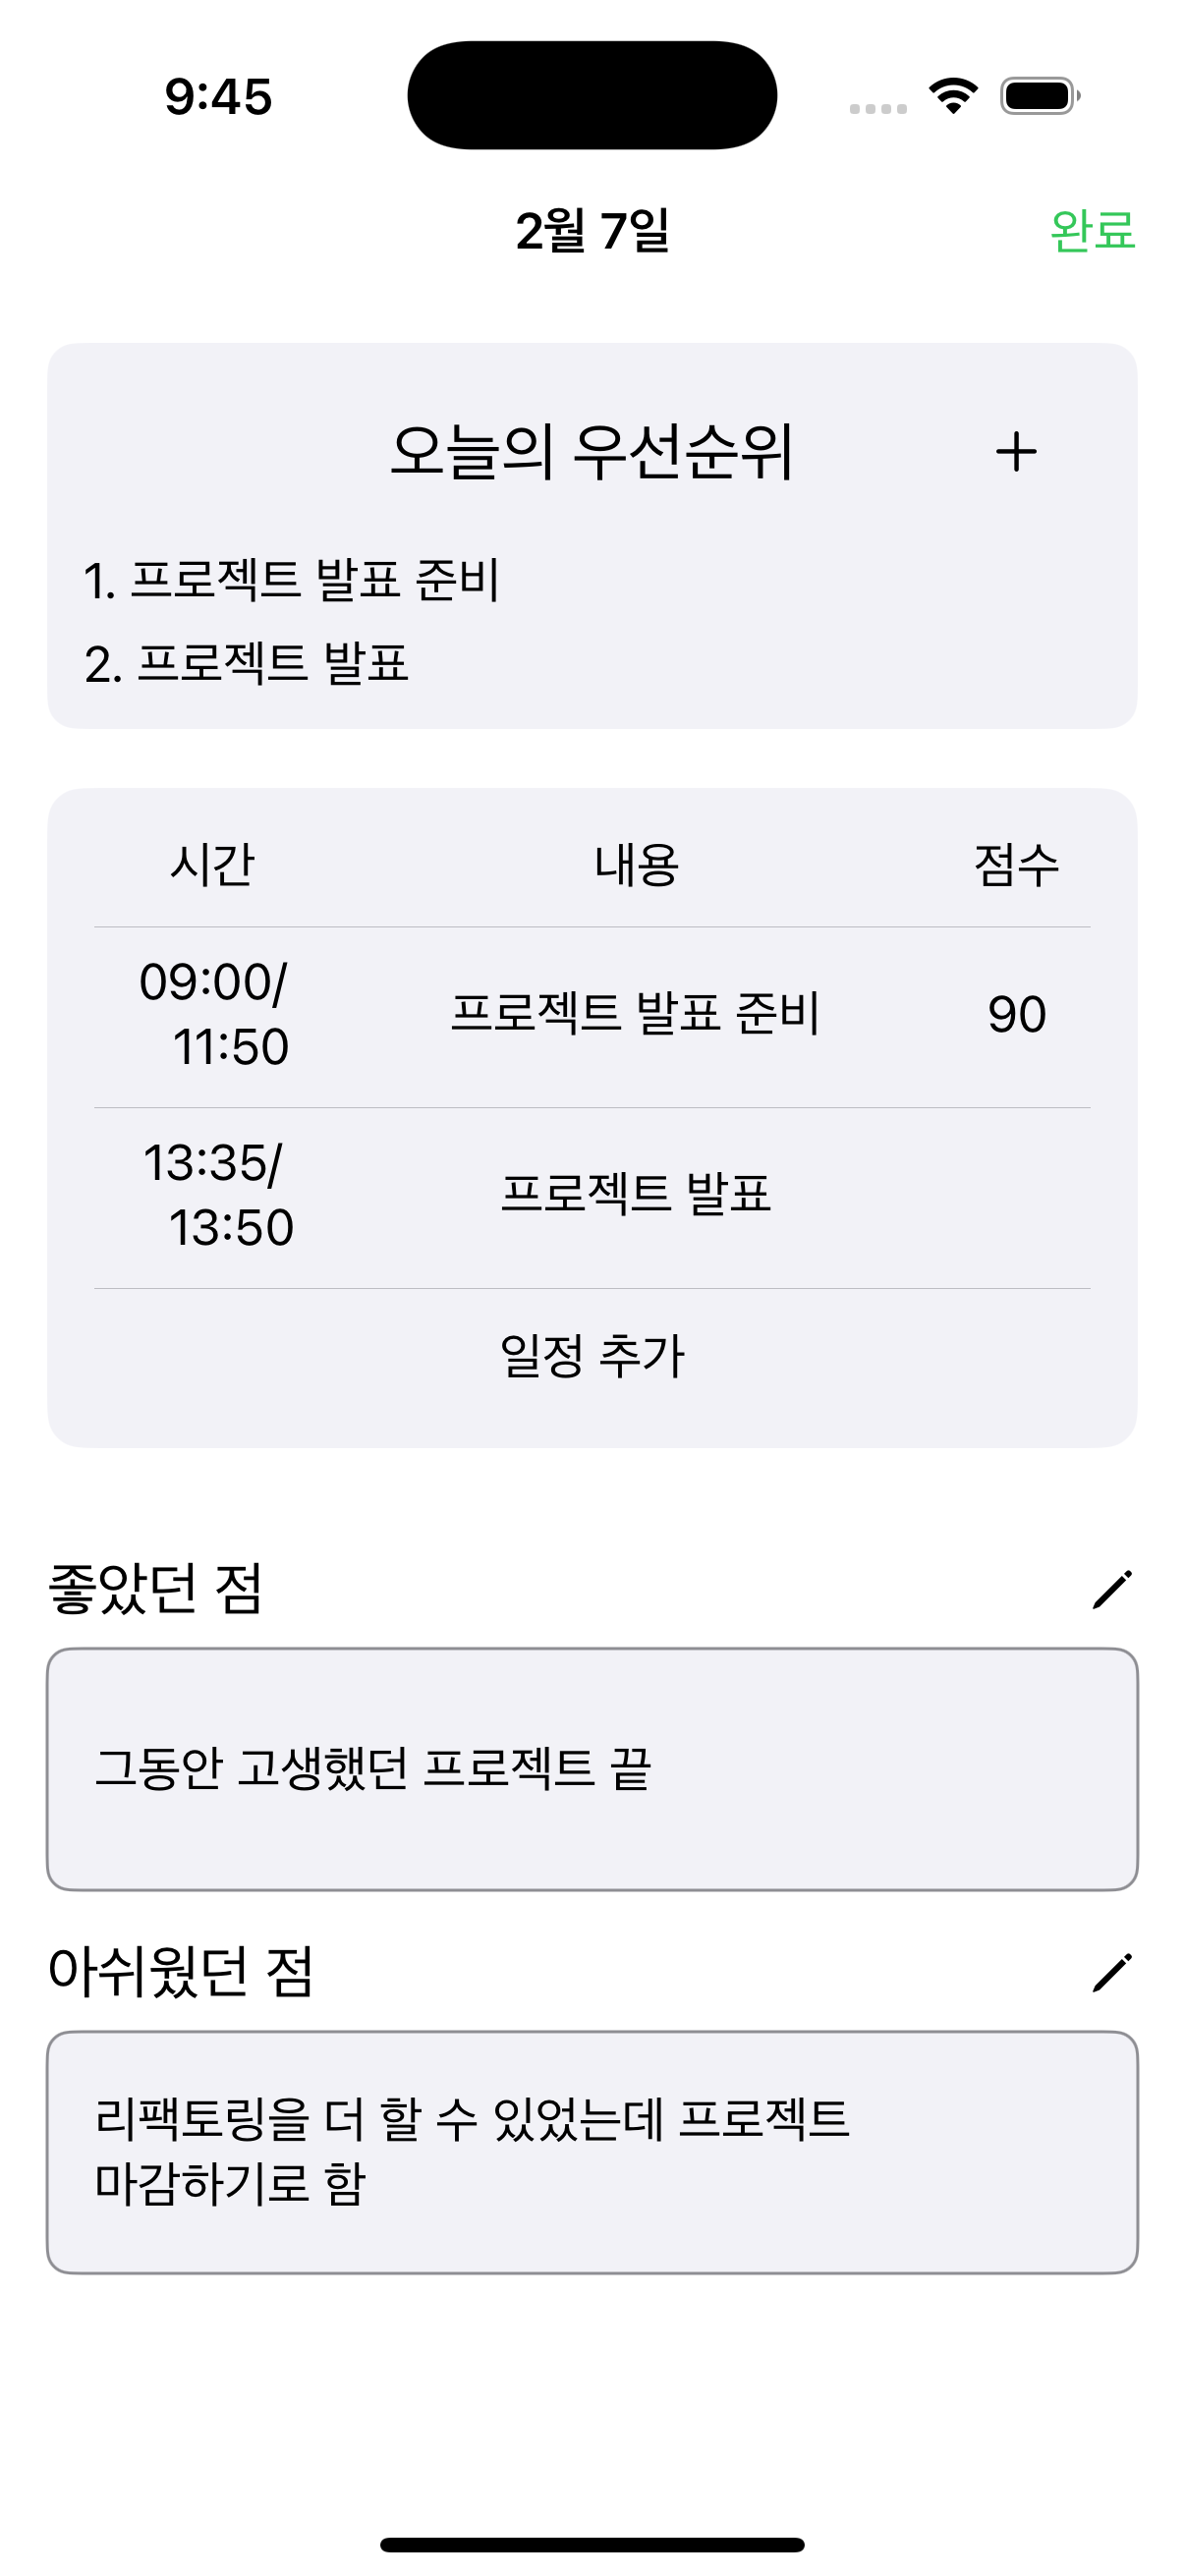 9:45
2월 7일
완료
오늘의 우선순위
1. 프로젝트 발표 준비
2. 프로젝트 발표
시간 내용 점수
09:00/
11:50
프로젝트 발표 준비
90
13:35/
13:50
프로젝트 발표
일정 추가
좋았던 점
그동안 고생했던 프로젝트 끝
아쉬웠던 점
리팩토링을 더 할 수 있었는데 프로젝트
마감하기로 함